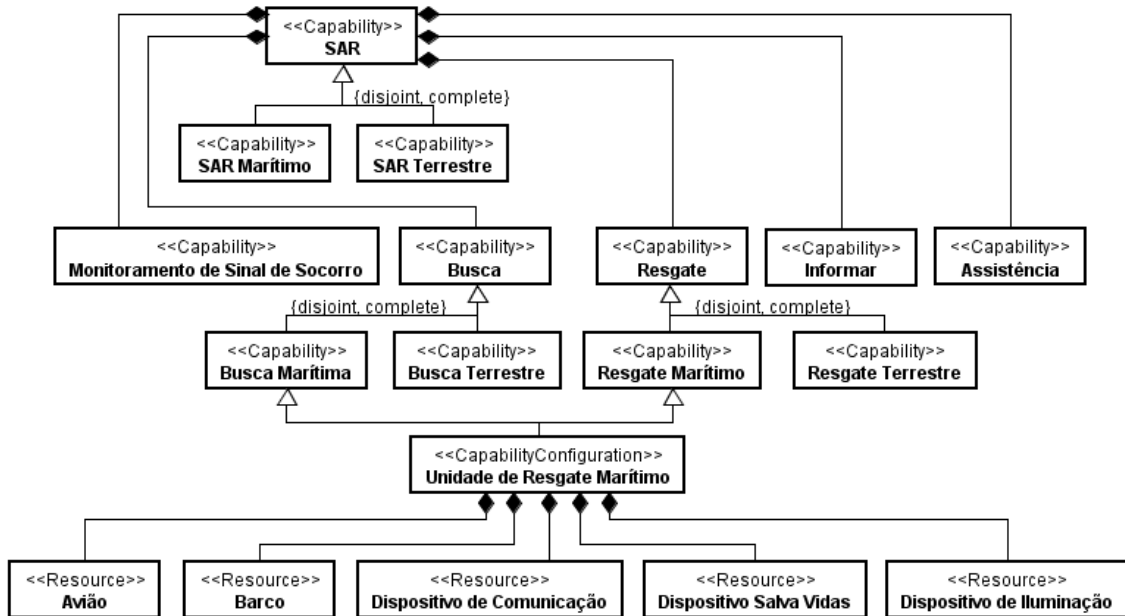 <<Capability>>
SAR
{disjoint, complete}
<<Capability>>
SAR Marítimo
<<Capability>>
SAR Terrestre
<<Capability>>
Monitoramento de Sinal de Socorro
<<Capability>>
Busca
<<Capability>>
Resgate
<<Capability>>
Informar
<<Capability>>
Assistência
{disjoint, complete}
{disjoint, complete}
<<Capability>>
Busca Marítima
<<Capability>>
Busca Terrestre
<<Capability>>
Resgate Marítimo
<<Capability>>
Resgate Terrestre
<<CapabilityConfiguration>>
Unidade de Resgate Marítimo
<<Resource>>
Avião
<<Resource>>
Barco
<<Resource>>
Dispositivo de Comunicação
<<Resource>>
Dispositivo Salva Vidas
<<Resource>>
Dispositivo de Iluminação